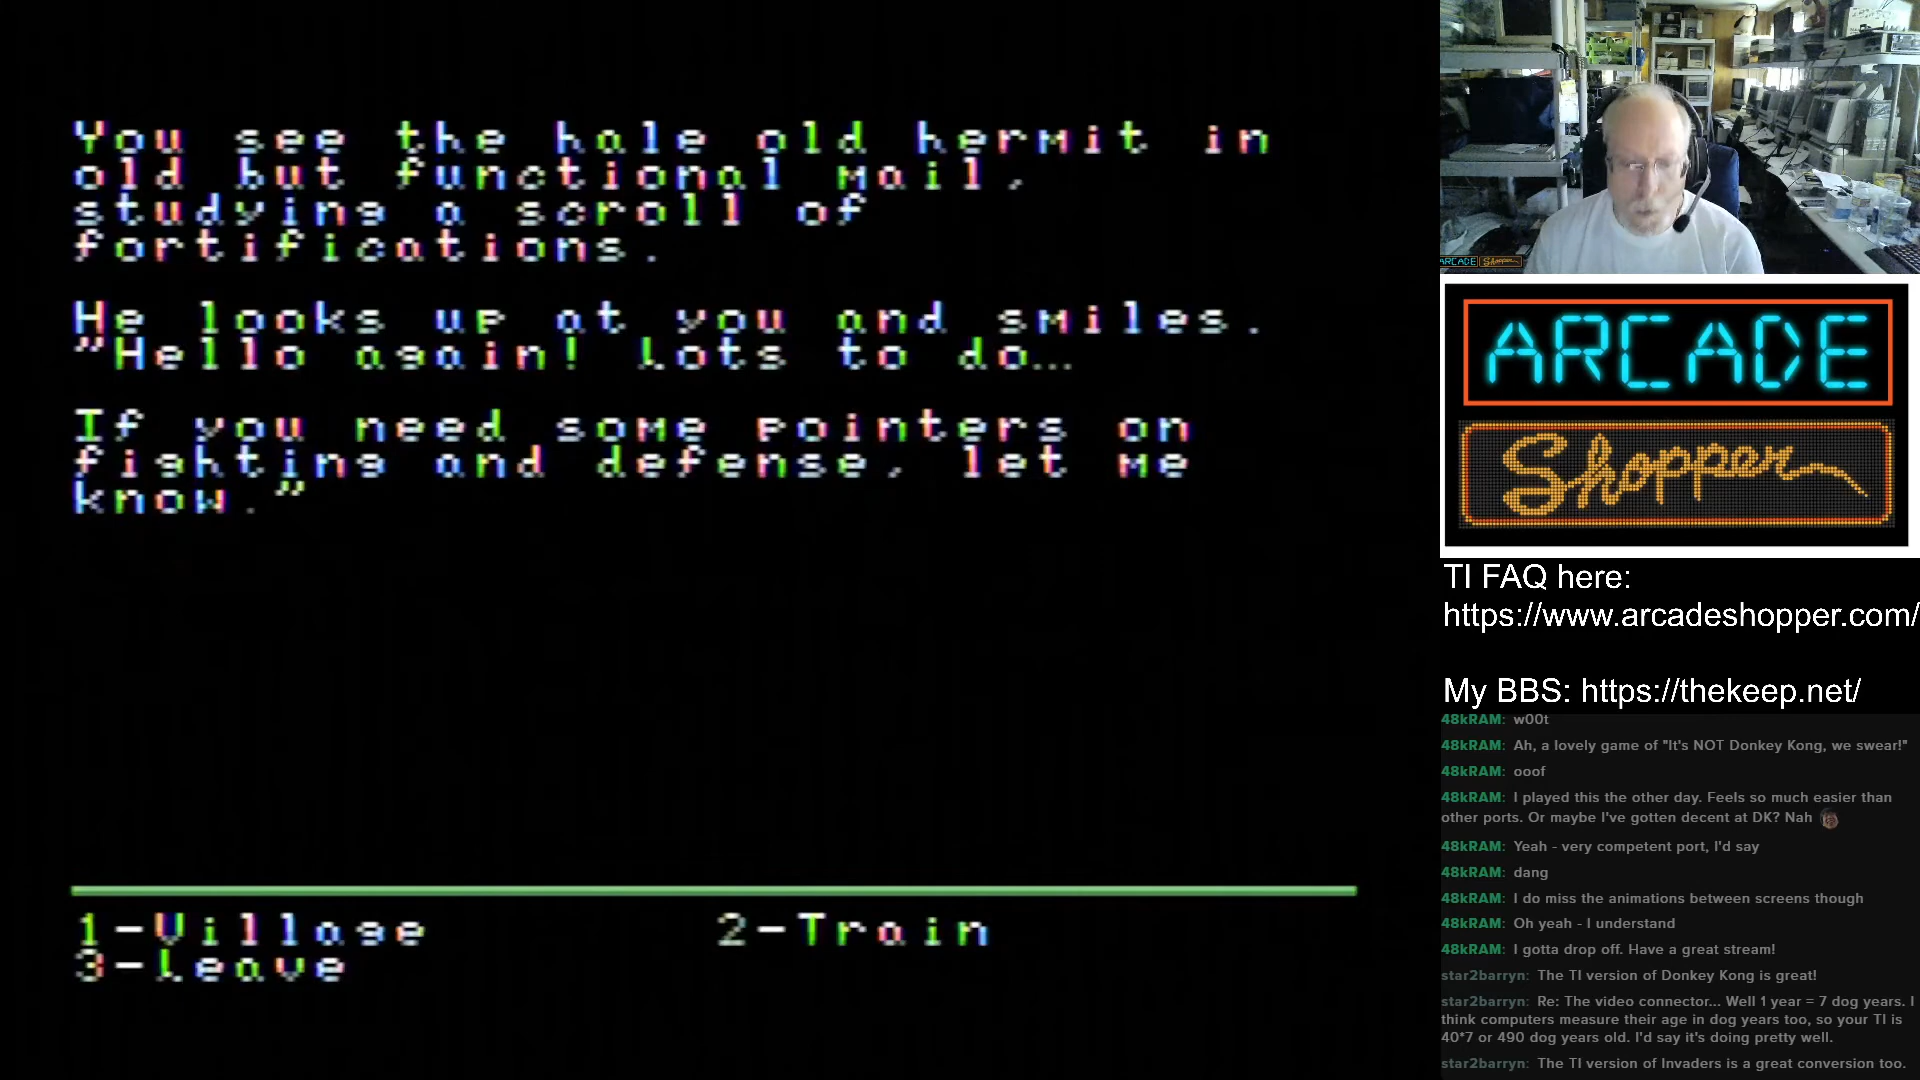 You see the hale old hermit in
old but functional mail,
studying a scroll of
fortifications.
He looks up at you and smiles.
"Hello again! Lots to do…
If you need some pointers on
fighting and defense, let me
know."
1-Village 2-Train
3-Leave
ARCADE Shopper
ARCADE
Shopper
TI FAQ here:
https://www.arcadeshopper.com/
My BBS: https://thekeep.net/
48kRAM: w00t
48kRAM: Ah, a lovely game of "It's NOT Donkey Kong, we swear!"
48kRAM: ooof
48kRAM: I played this the other day. Feels so much easier than
other ports. Or maybe I've gotten decent at DK? Nah
48kRAM: Yeah - very competent port, I'd say
48kRAM: dang
48kRAM: I do miss the animations between screens though
48kRAM: Oh yeah - I understand
48kRAM: I gotta drop off. Have a great stream!
star2barryn: The TI version of Donkey Kong is great!
star2barryn: Re: The video connector... Well 1 year = 7 dog years. I
think computers measure their age in dog years too, so your TI is
40*7 or 490 dog years old. I'd say it's doing pretty well.
star2barryn: The TI version of Invaders is a great conversion too.